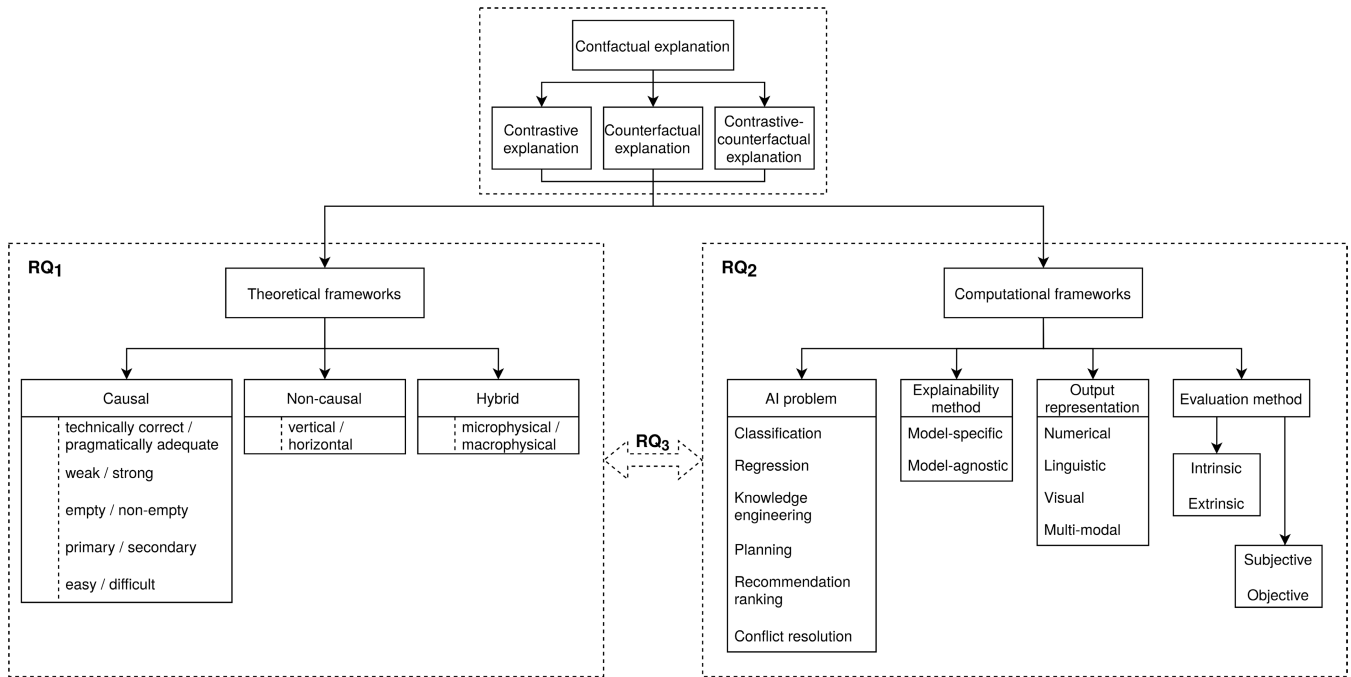 Contfactual explanation
Contrastive
explanation
Counterfactual
explanation
Contrastive-
counterfactual
explanation
RQ1
Theoretical frameworks
Causal
technically correct /
pragmatically adequate
weak / strong
empty / non-empty
primary / secondary
easy / difficult
Non-causal
vertical /
horizontal
Hybrid
microphysical /
macrophysical
RQ3
RQ2
Computational frameworks
AI problem
Classification
Regression
Knowledge
engineering
Planning
Recommendation
ranking
Conflict resolution
Explainability
method
Model-specific
Model-agnostic
Output
representation
Numerical
Linguistic
Visual
Multi-modal
Evaluation method
Intrinsic
Extrinsic
Subjective
Objective